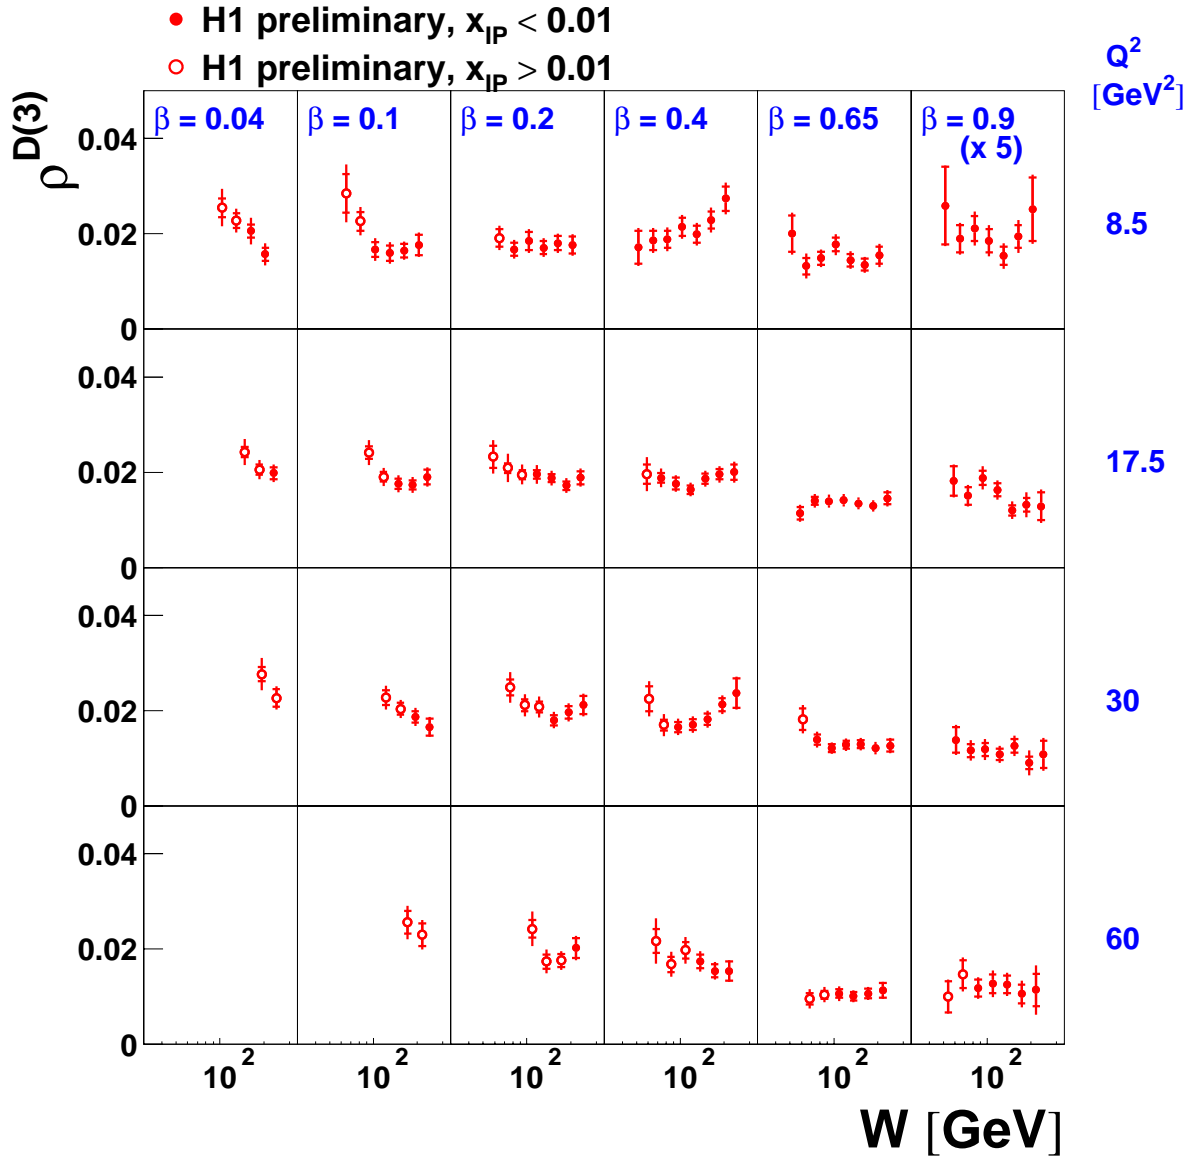 H1 preliminary, x_IP < 0.01
H1 preliminary, x_IP > 0.01
Q²
[GeV²]
ρ^D(3)
β = 0.04 β = 0.1 β = 0.2 β = 0.4 β = 0.65 β = 0.9
(x 5)
0.04
0.02
0
8.5
0.04
0.02
0
17.5
0.04
0.02
0
30
0.04
0.02
0
60
10² 10² 10² 10² 10² 10²
W [GeV]